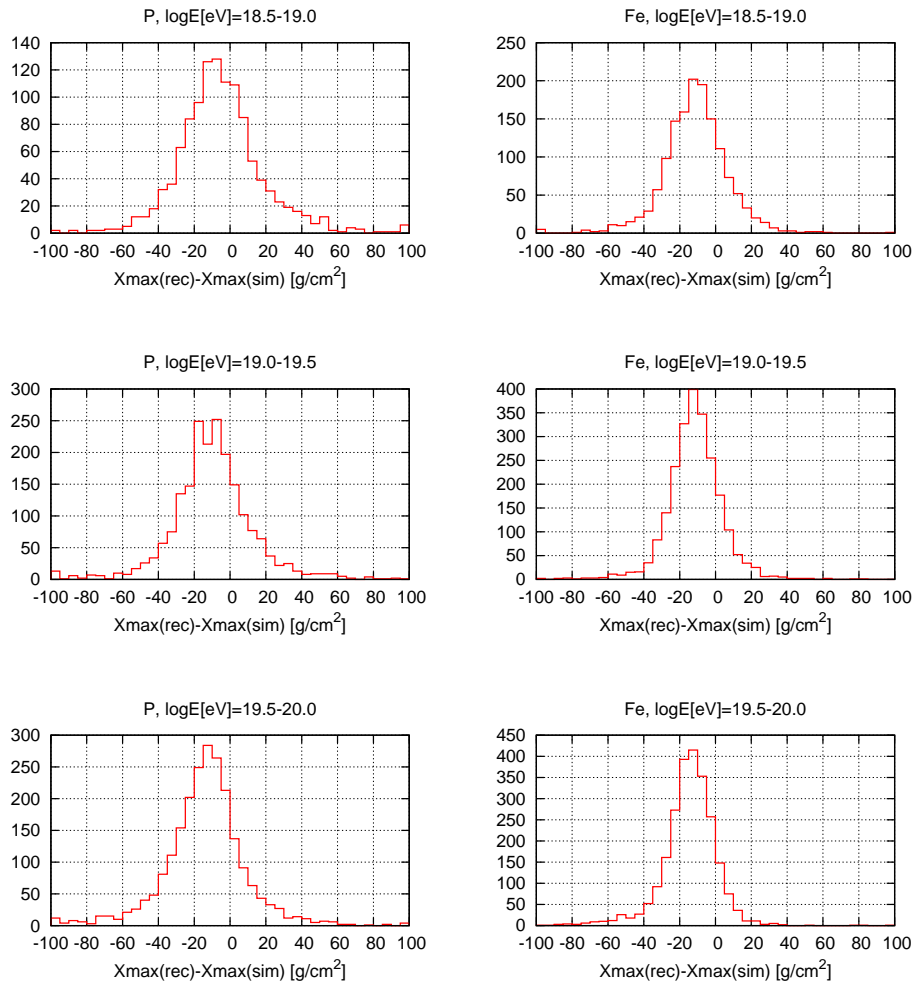 P, logE[eV]=18.5-19.0
140
120
100
80
60
40
20
0
-100 -80 -60 -40 -20 0 20 40 60 80 100
Xmax(rec)-Xmax(sim) [g/cm²]
Fe, logE[eV]=18.5-19.0
250
200
150
100
50
0
-100 -80 -60 -40 -20 0 20 40 60 80 100
Xmax(rec)-Xmax(sim) [g/cm²]
P, logE[eV]=19.0-19.5
300
250
200
150
100
50
0
-100 -80 -60 -40 -20 0 20 40 60 80 100
Xmax(rec)-Xmax(sim) [g/cm²]
Fe, logE[eV]=19.0-19.5
400
350
300
250
200
150
100
50
0
-100 -80 -60 -40 -20 0 20 40 60 80 100
Xmax(rec)-Xmax(sim) [g/cm²]
P, logE[eV]=19.5-20.0
300
250
200
150
100
50
0
-100 -80 -60 -40 -20 0 20 40 60 80 100
Xmax(rec)-Xmax(sim) [g/cm²]
Fe, logE[eV]=19.5-20.0
450
400
350
300
250
200
150
100
50
0
-100 -80 -60 -40 -20 0 20 40 60 80 100
Xmax(rec)-Xmax(sim) [g/cm²]